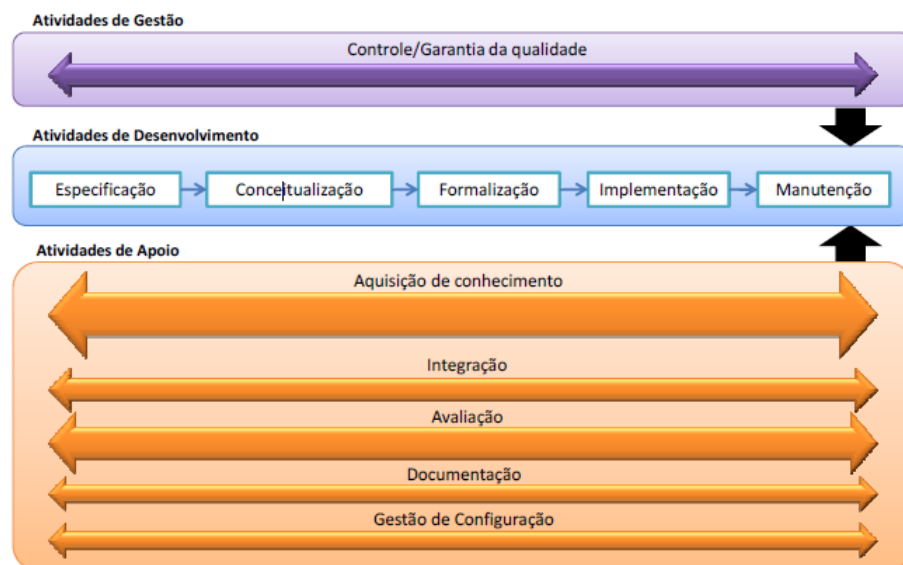 Atividades de Gestão
Controle/Garantia da qualidade
Atividades de Desenvolvimento
Especificação
Conceitualização
Formalização
Implementação
Manutenção
Atividades de Apoio
Aquisição de conhecimento
Integração
Avaliação
Documentação
Gestão de Configuração